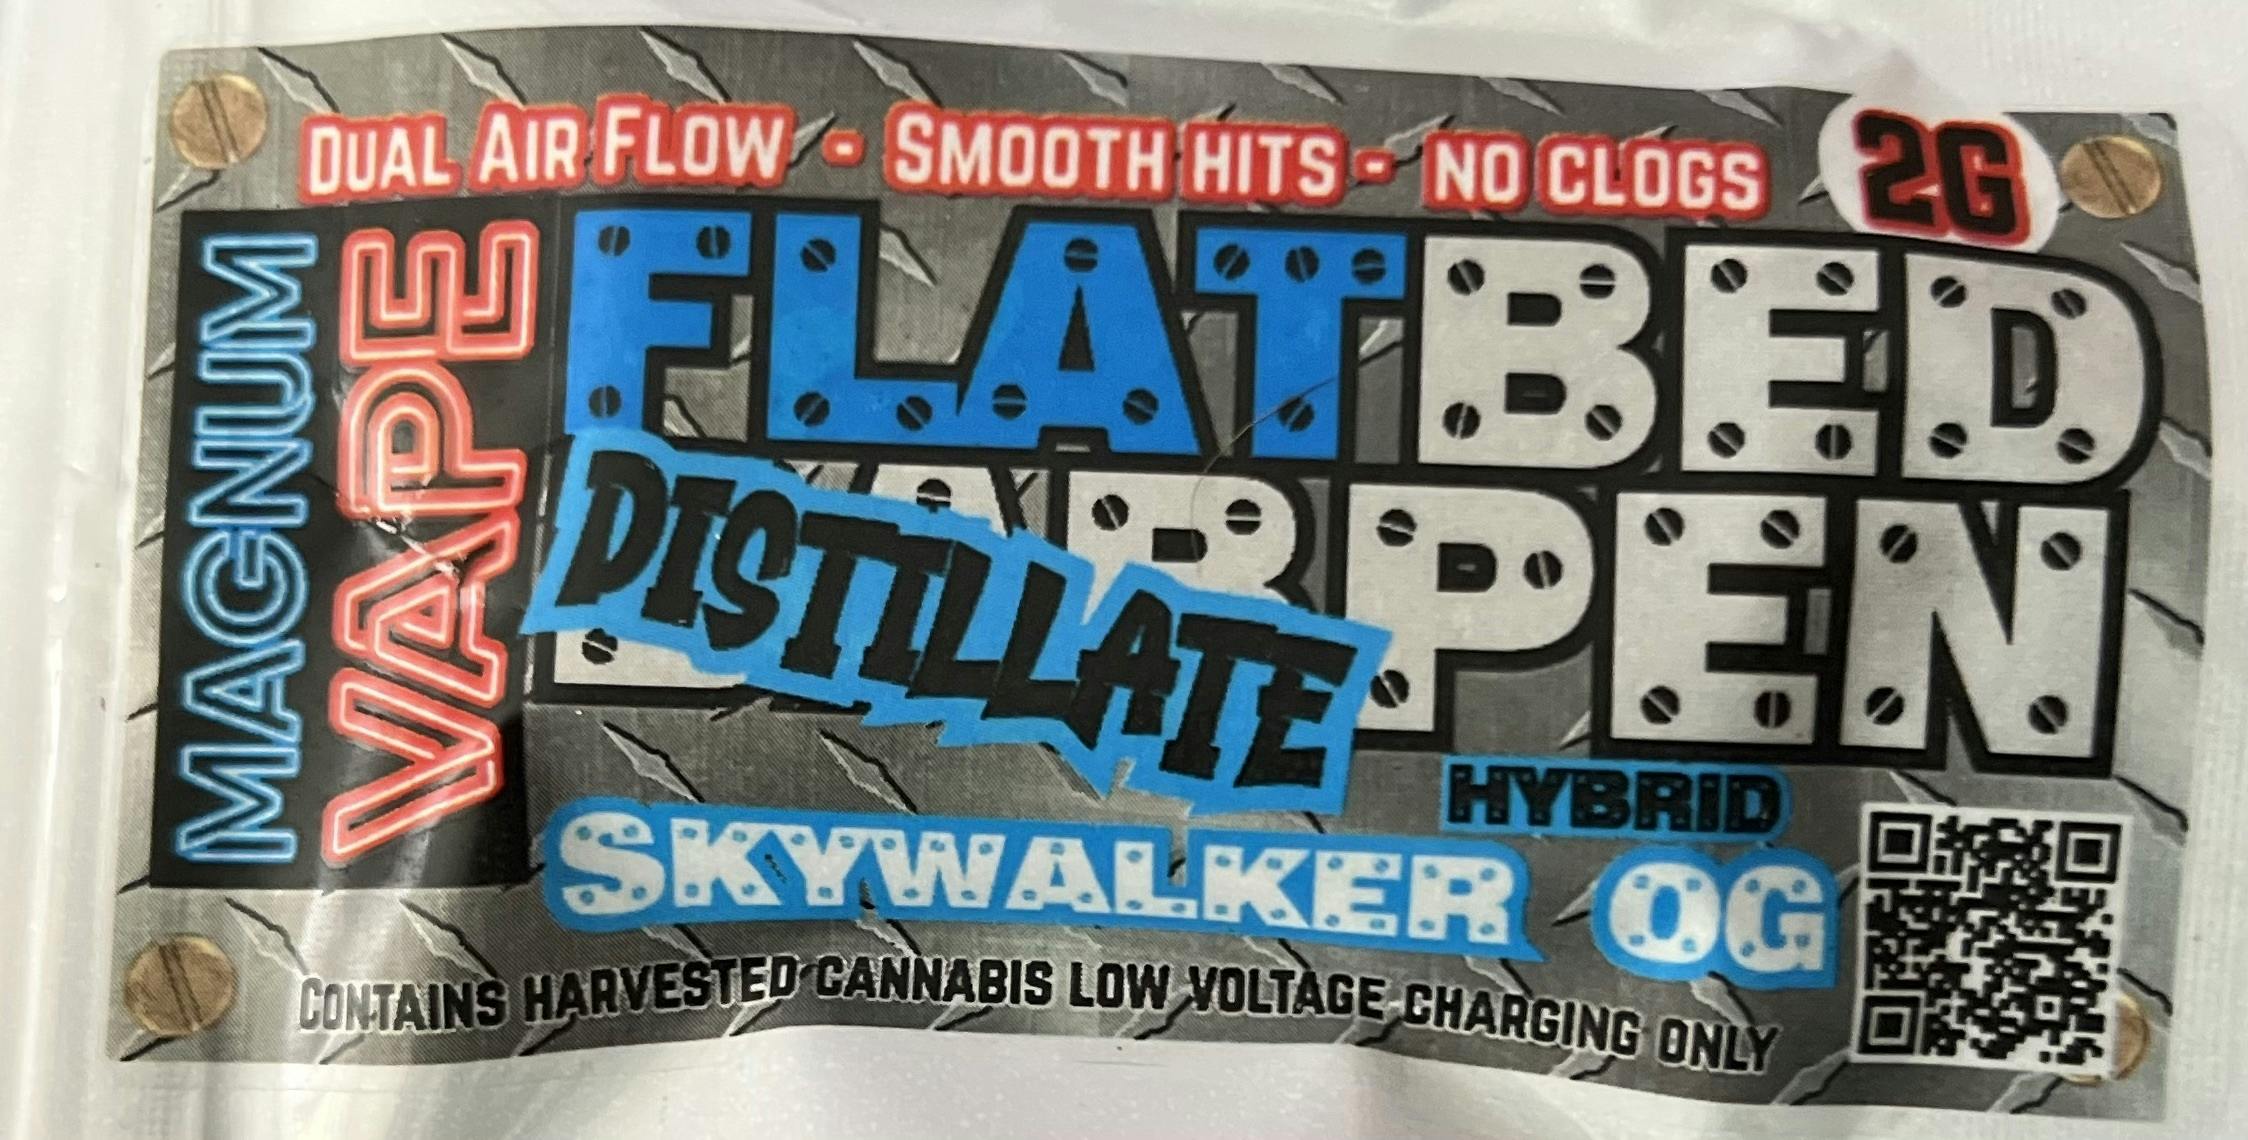 DUAL AIR FLOW - SMOOTH HITS - NO CLOGS
2G
MAGNUM
VAPE
FLATBED
PEN
DISTILLATE
HYBRID
SKYWALKER OG
CONTAINS HARVESTED CANNABIS LOW VOLTAGE CHARGING ONLY